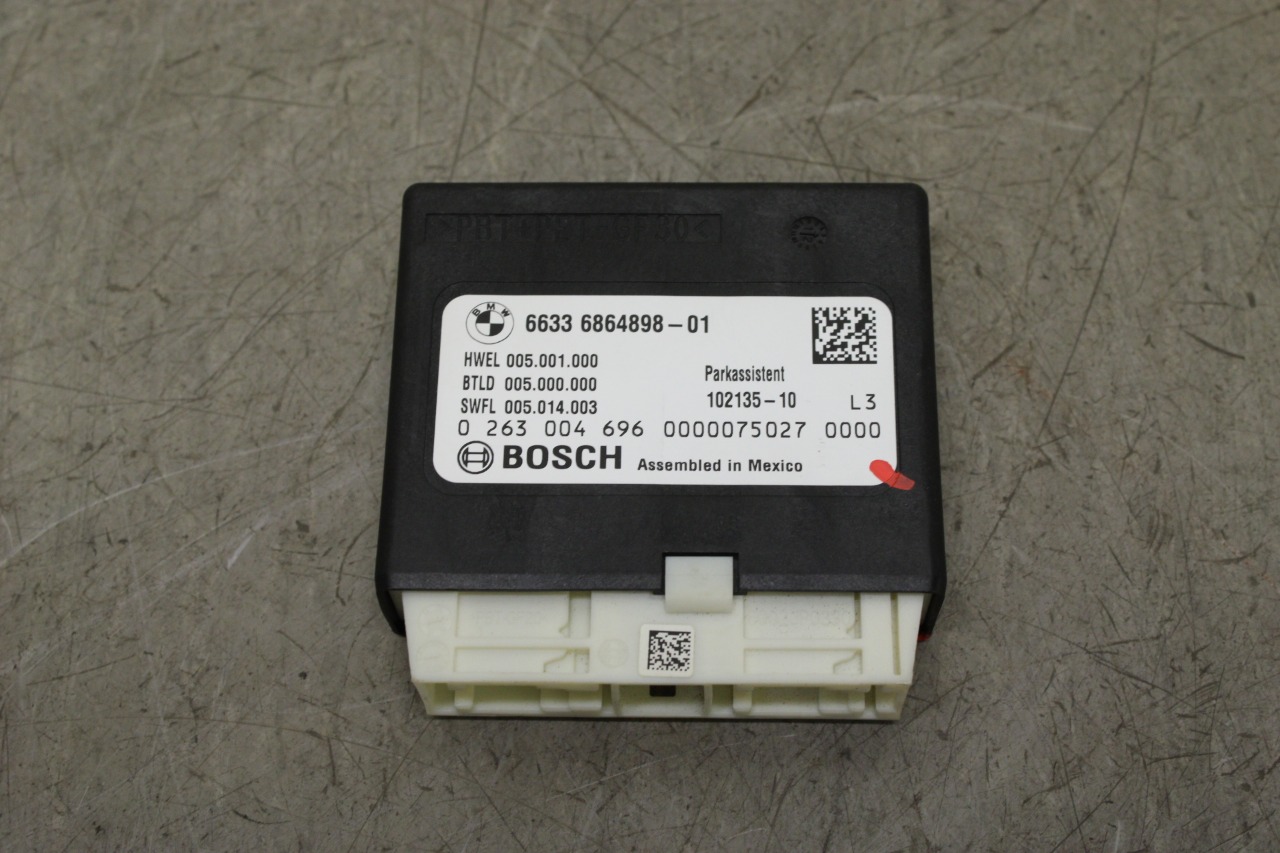 BMW
6633 6864898-01
HWEL 005.001.000
BTLD 005.000.000
Parkassistent
SWFL 005.014.003
102135-10
L3
0 263 004 696 0000075027 0000
BOSCH Assembled in Mexico